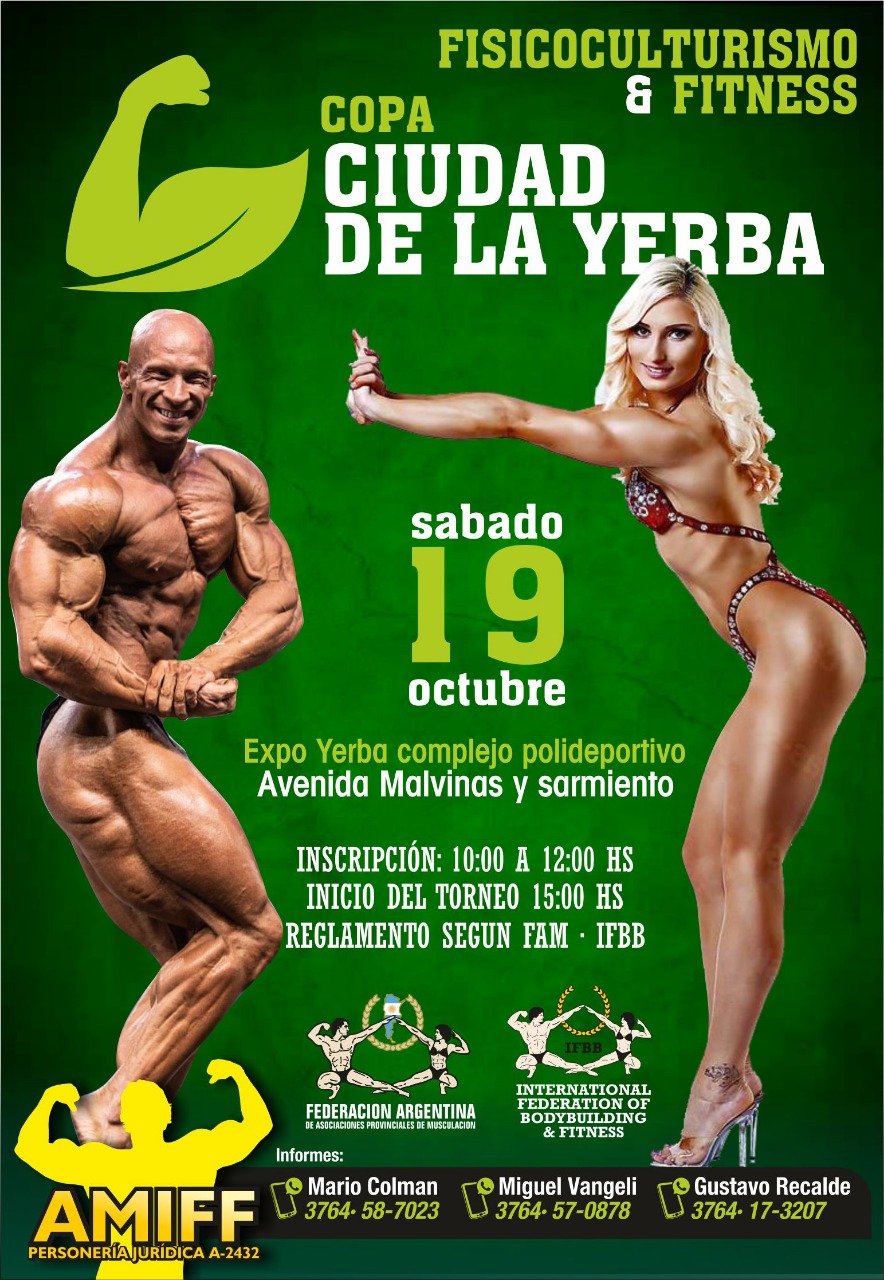 FISICOCULTURISMO
& FITNESS
COPA
CIUDAD
DE LA YERBA
sabado
19
octubre
Expo Yerba complejo polideportivo
Avenida Malvinas y sarmiento
INSCRIPCIÓN: 10:00 A 12:00 HS
INICIO DEL TORNEO 15:00 HS
REGLAMENTO SEGUN FAM · IFBB
FEDERACION ARGENTINA
DE ASOCIACIONES PROVINCIALES DE MUSCULACION
IFBB
INTERNATIONAL
FEDERATION OF
BODYBUILDING
& FITNESS
AMIFF
PERSONERÍA JURÍDICA A-2432
Informes:
Mario Colman
3764· 58-7023
Miguel Vangeli
3764· 57-0878
Gustavo Recalde
3764· 17-3207